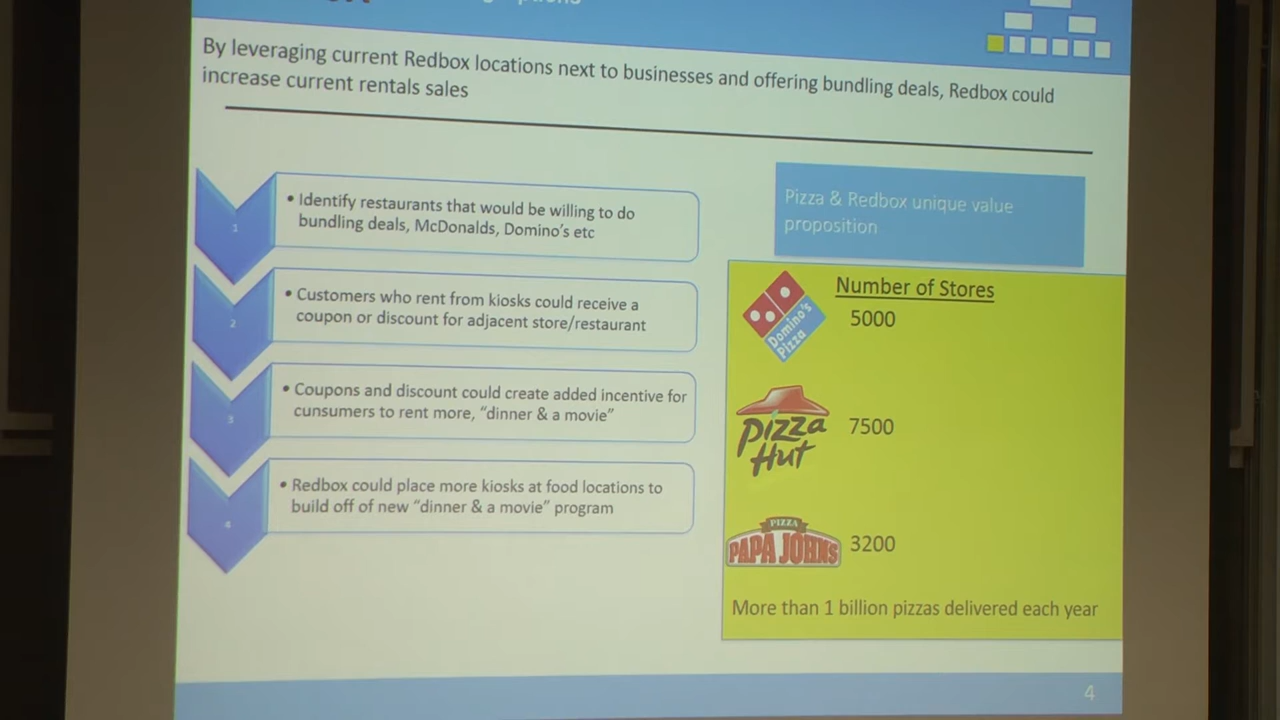 By leveraging current Redbox locations next to businesses and offering bundling deals, Redbox could
increase current rentals sales
1
• Identify restaurants that would be willing to do
bundling deals, McDonalds, Domino's etc
2
• Customers who rent from kiosks could receive a
coupon or discount for adjacent store/restaurant
3
• Coupons and discount could create added incentive for
cunsumers to rent more, "dinner & a movie"
4
• Redbox could place more kiosks at food locations to
build off of new "dinner & a movie" program
Pizza & Redbox unique value
proposition
Number of Stores
Domino's
Pizza
5000
Pizza
Hut
7500
PIZZA
PAPA JOHNS
3200
More than 1 billion pizzas delivered each year
4